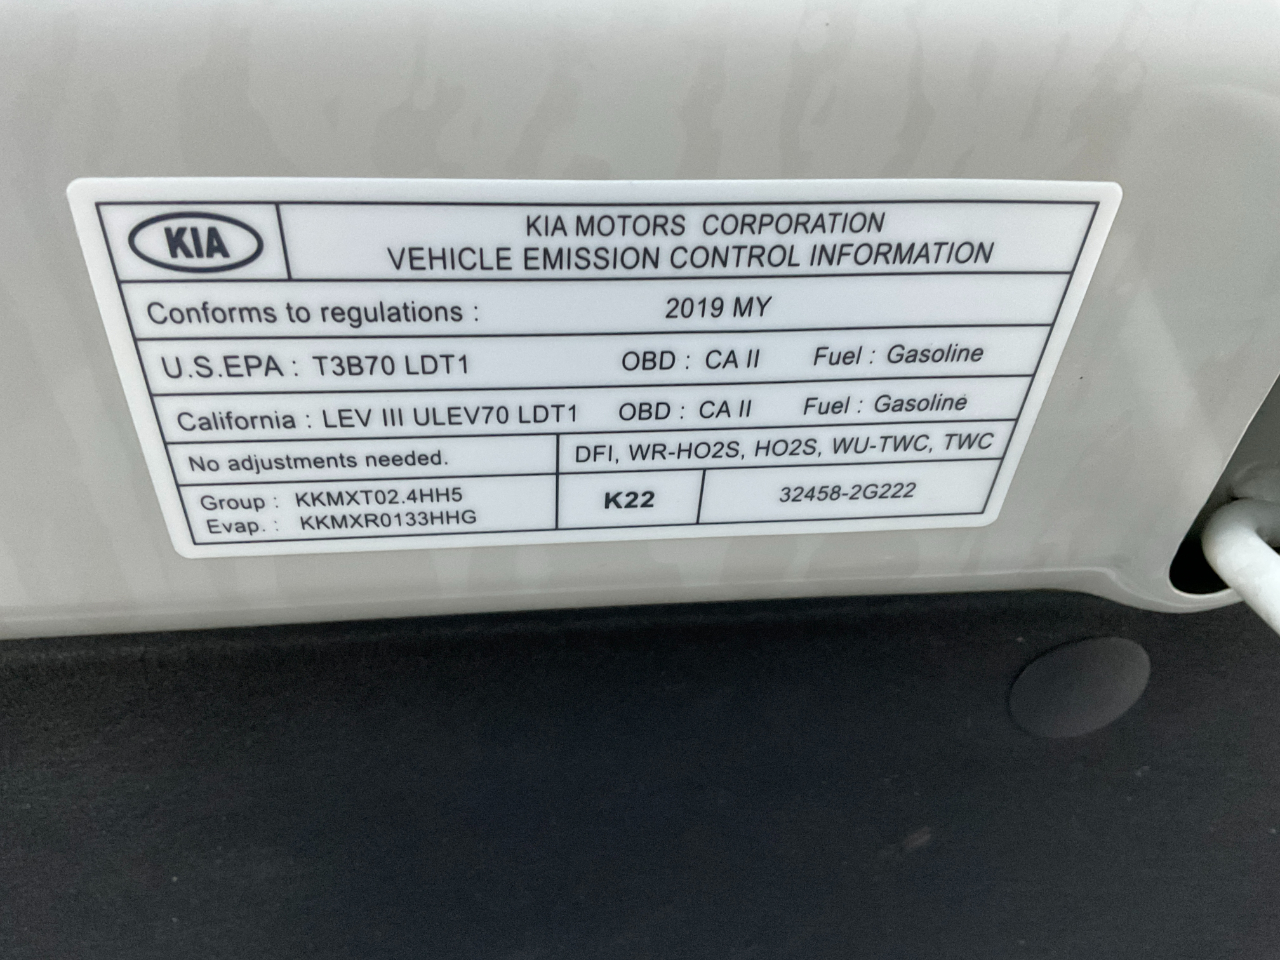 KIA
KIA MOTORS CORPORATION
VEHICLE EMISSION CONTROL INFORMATION
Conforms to regulations : 2019 MY
U.S.EPA : T3B70 LDT1 OBD : CA II Fuel : Gasoline
California : LEV III ULEV70 LDT1 OBD : CA II Fuel : Gasoline
No adjustments needed. DFI, WR-HO2S, HO2S, WU-TWC, TWC
Group : KKMXT02.4HH5
Evap. : KKMXR0133HHG
K22
32458-2G222